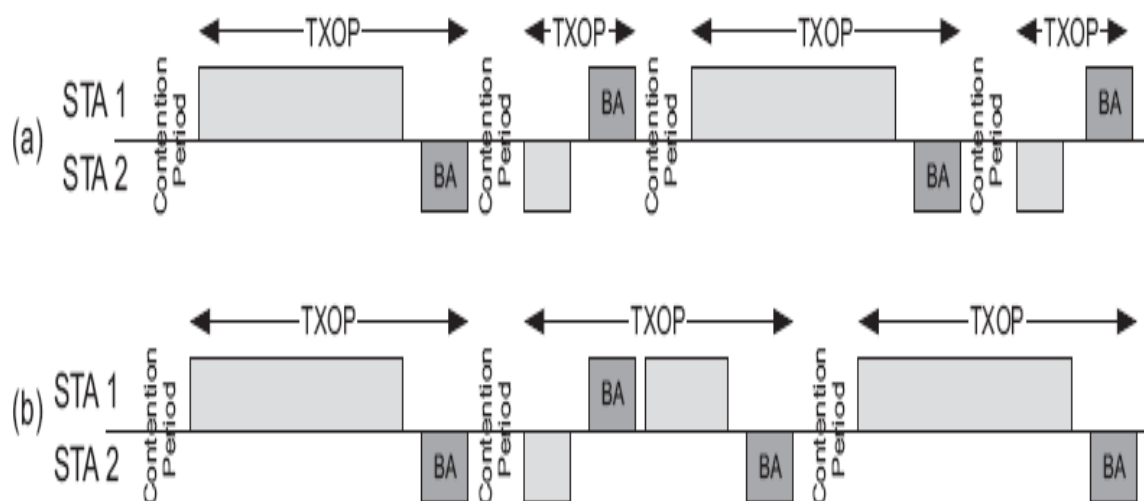 TXOP TXOP TXOP TXOP
(a)
STA 1
STA 2
Contention Period
BA
Contention Period
BA
Contention Period
BA
Contention Period
BA
TXOP TXOP TXOP
(b)
STA 1
STA 2
Contention Period
BA
Contention Period
BA
BA
Contention Period
BA